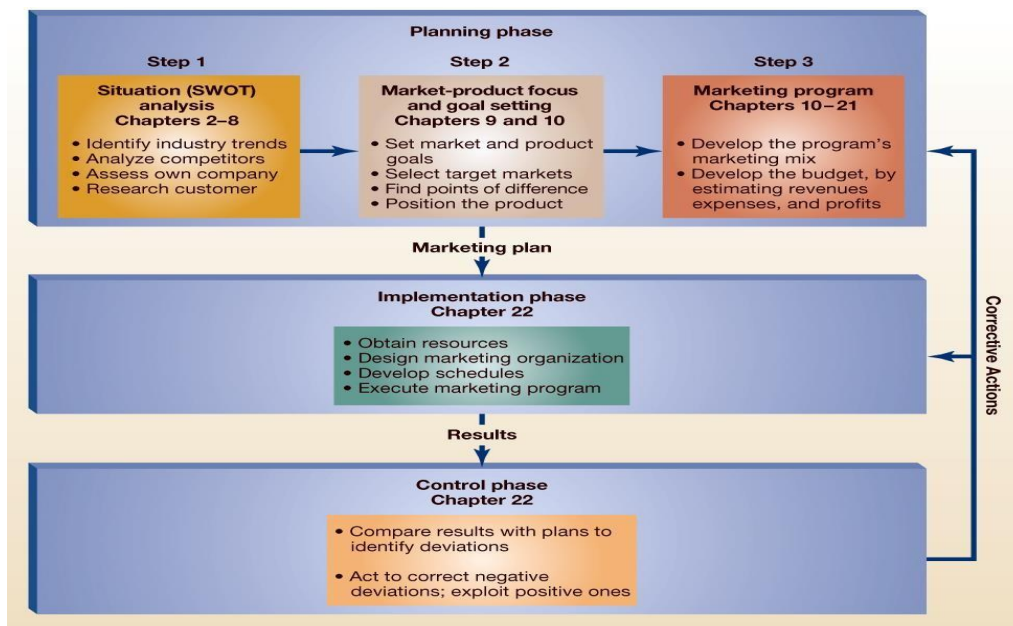 Planning phase
Step 1
Situation (SWOT)
analysis
Chapters 2–8
• Identify industry trends
• Analyze competitors
• Assess own company
• Research customer
Step 2
Market-product focus
and goal setting
Chapters 9 and 10
• Set market and product
goals
• Select target markets
• Find points of difference
• Position the product
Step 3
Marketing program
Chapters 10–21
• Develop the program's
marketing mix
• Develop the budget, by
estimating revenues
expenses, and profits
Marketing plan
Implementation phase
Chapter 22
• Obtain resources
• Design marketing organization
• Develop schedules
• Execute marketing program
Results
Control phase
Chapter 22
• Compare results with plans to
identify deviations
• Act to correct negative
deviations; exploit positive ones
Corrective Actions